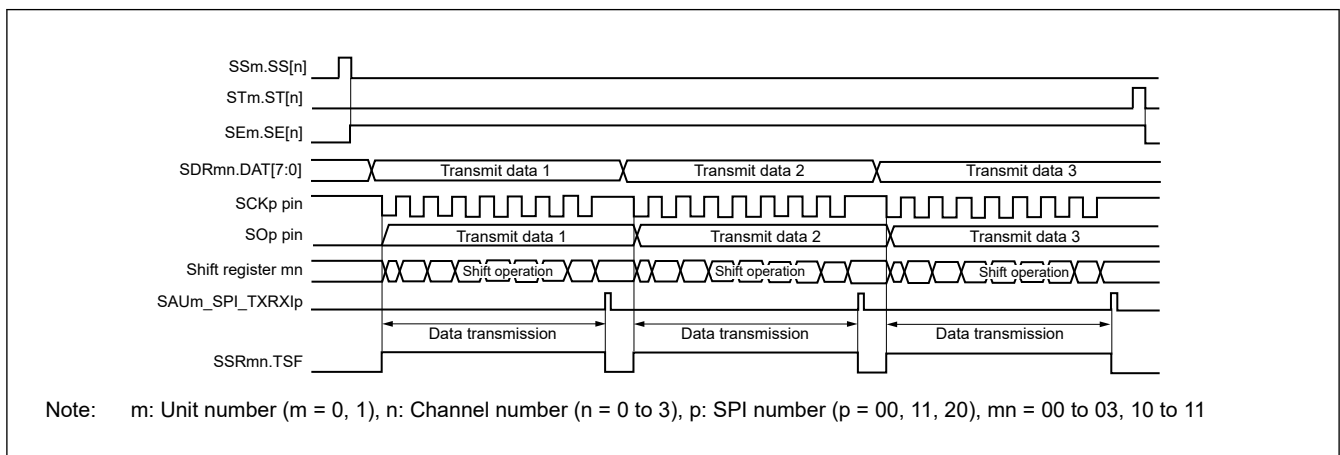 SSm.SS[n]
STm.ST[n]
SEm.SE[n]
SDRmn.DAT[7:0] Transmit data 1 Transmit data 2 Transmit data 3
SCKp pin
SOp pin Transmit data 1 Transmit data 2 Transmit data 3
Shift register mn Shift operation Shift operation Shift operation
SAUm_SPI_TXRXIp
Data transmission Data transmission Data transmission
SSRmn.TSF
Note: m: Unit number (m = 0, 1), n: Channel number (n = 0 to 3), p: SPI number (p = 00, 11, 20), mn = 00 to 03, 10 to 11